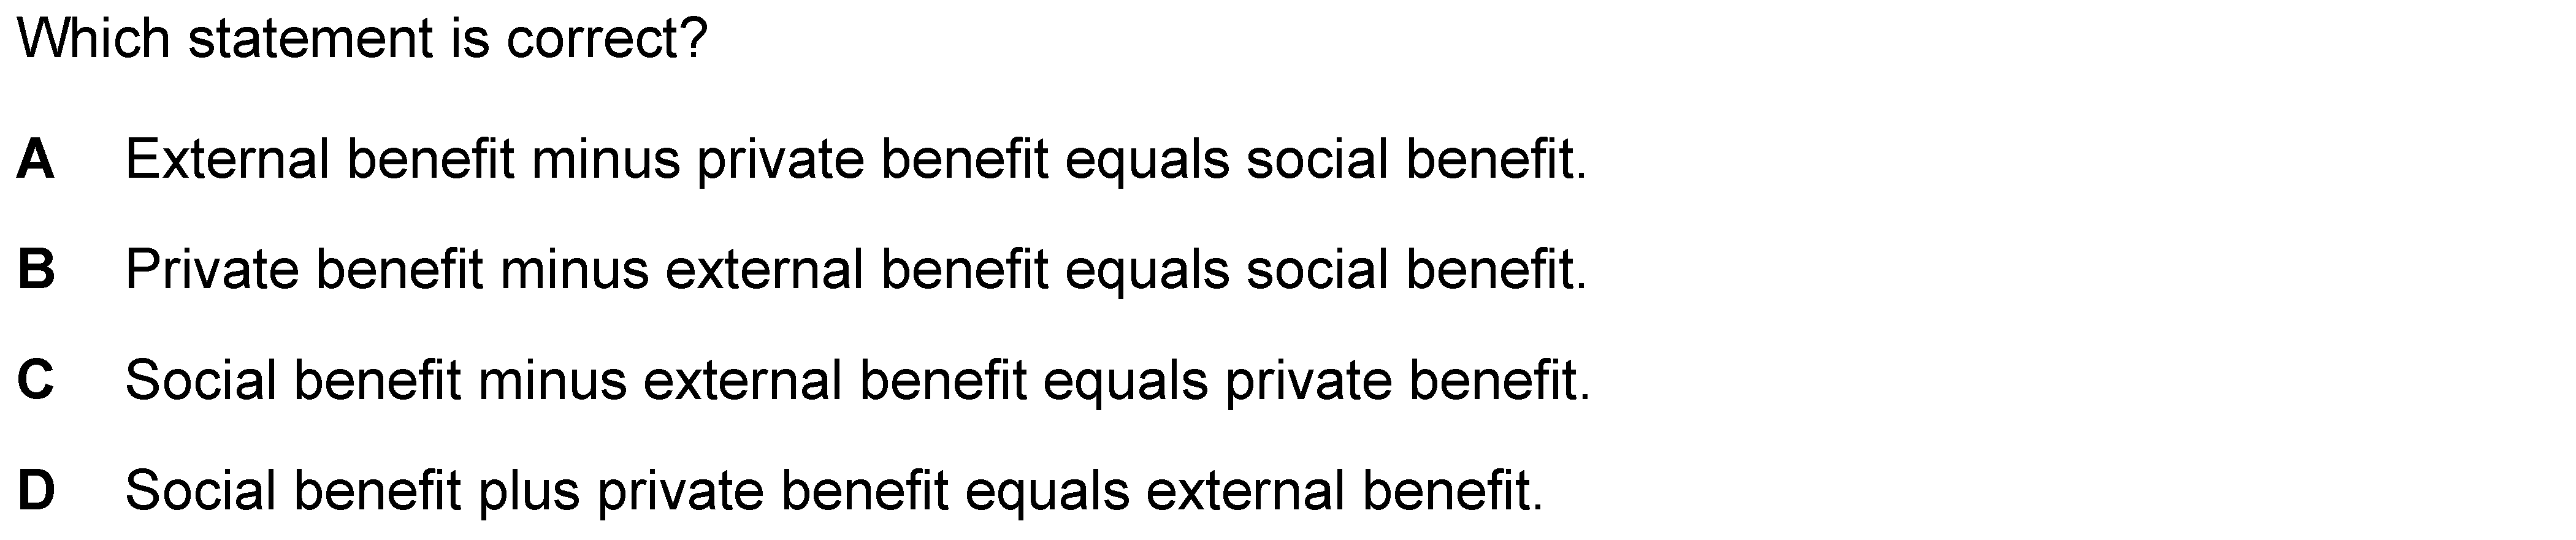 Which statement is correct?
A External benefit minus private benefit equals social benefit.
B Private benefit minus external benefit equals social benefit.
C Social benefit minus external benefit equals private benefit.
D Social benefit plus private benefit equals external benefit.